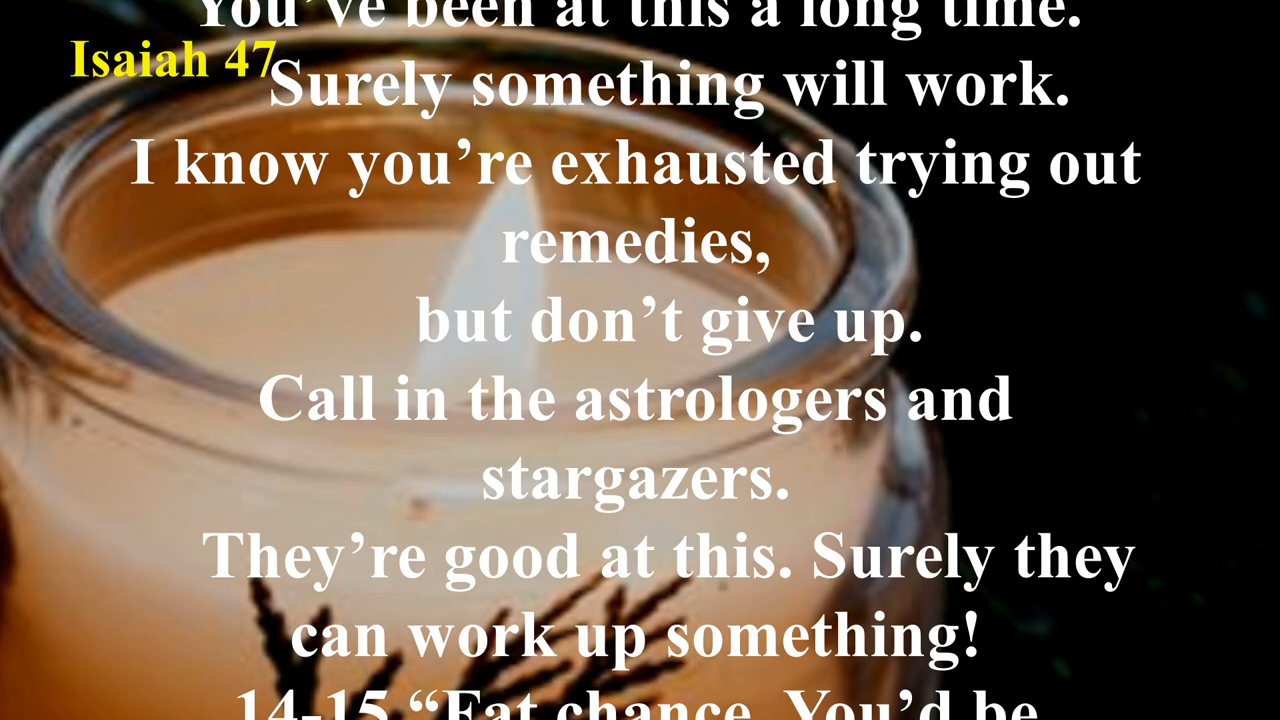 You’ve been at this a long time.
Isaiah 47
Surely something will work.
I know you’re exhausted trying out
remedies,
but don’t give up.
Call in the astrologers and
stargazers.
They’re good at this. Surely they
can work up something!
14-15 “Fat chance. You’d be